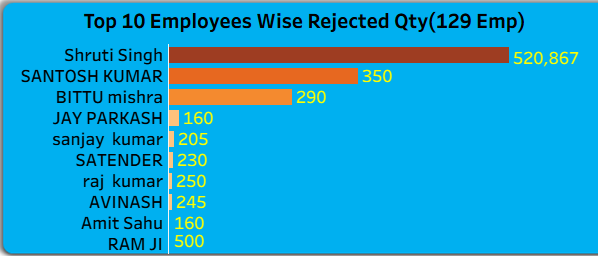 Top 10 Employees Wise Rejected Qty(129 Emp)
Shruti Singh 520,867
SANTOSH KUMAR 350
BITTU mishra 290
JAY PARKASH 160
sanjay kumar 205
SATENDER 230
raj kumar 250
AVINASH 245
Amit Sahu 160
RAM JI 500